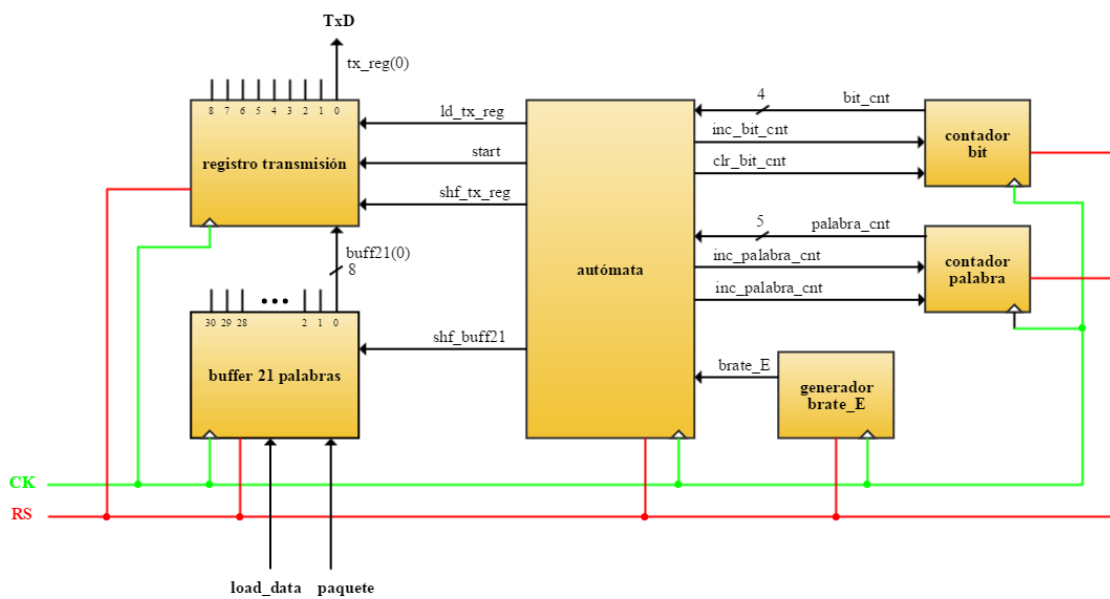 TxD
tx_reg(0)
8 7 6 5 4 3 2 1 0
registro transmisión
ld_tx_reg
start
shf_tx_reg
buff21(0)
8
30 29 28 ••• 2 1 0
buffer 21 palabras
shf_buff21
autómata
4
bit_cnt
inc_bit_cnt
clr_bit_cnt
contador
bit
5
palabra_cnt
inc_palabra_cnt
inc_palabra_cnt
contador
palabra
brate_E
generador
brate_E
CK
RS
load_data
paquete